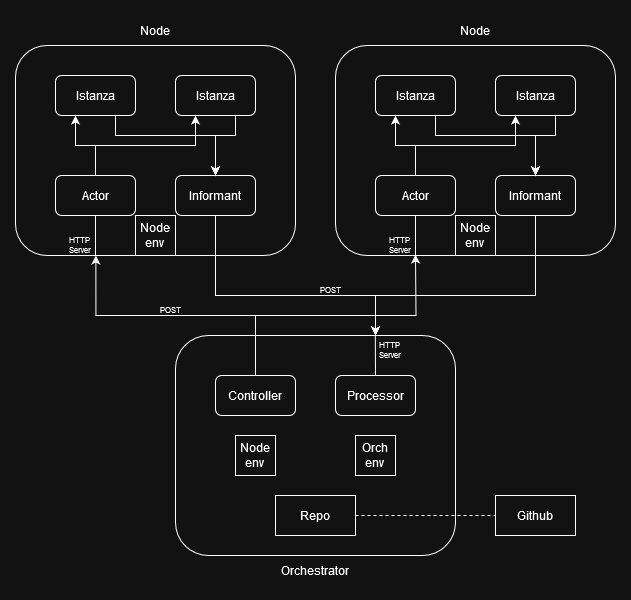 Node
Node
Istanza
Istanza
Istanza
Istanza
Actor
Informant
Actor
Informant
HTTP
Server
Node
env
HTTP
Server
Node
env
POST
POST
HTTP
Server
Controller
Processor
Node
env
Orch
env
Repo
Github
Orchestrator